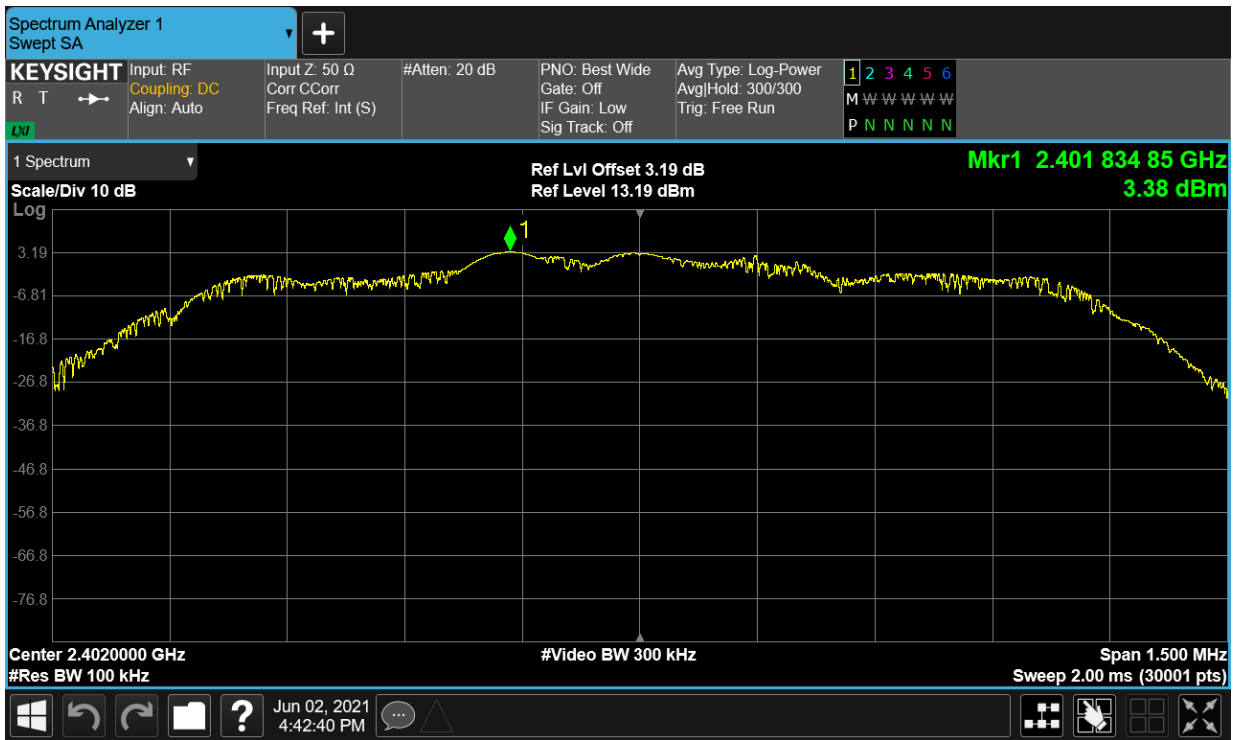 Spectrum Analyzer 1
Swept SA
+
KEYSIGHT
R T
LXI
Input: RF
Coupling: DC
Align: Auto
Input Z: 50 Ω
Corr CCorr
Freq Ref: Int (S)
#Atten: 20 dB
PNO: Best Wide
Gate: Off
IF Gain: Low
Sig Track: Off
Avg Type: Log-Power
Avg|Hold: 300/300
Trig: Free Run
1 2 3 4 5 6
M W W W W W
P N N N N N
1 Spectrum
Scale/Div 10 dB
Log
Ref Lvl Offset 3.19 dB
Ref Level 13.19 dBm
Mkr1 2.401 834 85 GHz
3.38 dBm
1
3.19
-6.81
-16.8
-26.8
-36.8
-46.8
-56.8
-66.8
-76.8
Center 2.4020000 GHz
#Res BW 100 kHz
#Video BW 300 kHz
Span 1.500 MHz
Sweep 2.00 ms (30001 pts)
?
Jun 02, 2021
4:42:40 PM